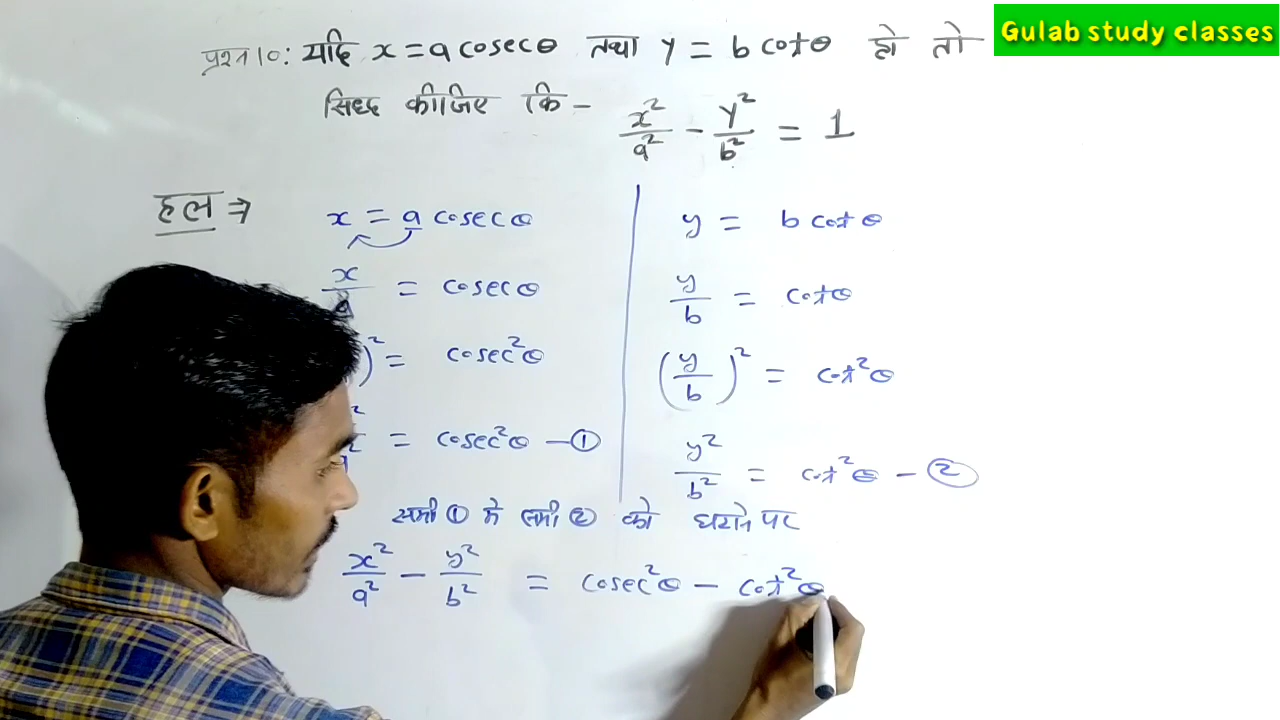 Gulab study classes
प्रश्न 10: यदि x = a cosecθ तथा y = b cotθ हो तो
सिध्द कीजिए कि - x²/a² - y²/b² = 1
हल ⇒
x = a cosecθ
x/a = cosecθ
)² = cosec²θ
² = cosec²θ - ①
y = b cotθ
y/b = cotθ
(y/b)² = cot²θ
y²/b² = cot²θ - ②
समी ① मे समी ② को घटाने पर
x²/a² - y²/b² = cosec²θ - cot²θ